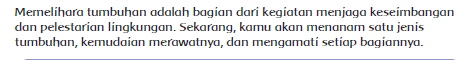 Memelihara tumbuhan adalah bagian dari kegiatan menjaga keseimbangan
dan pelestarian lingkungan. Sekarang, kamu akan menanam satu jenis
tumbuhan, kemudaian merawatnya, dan mengamati setiap bagiannya.